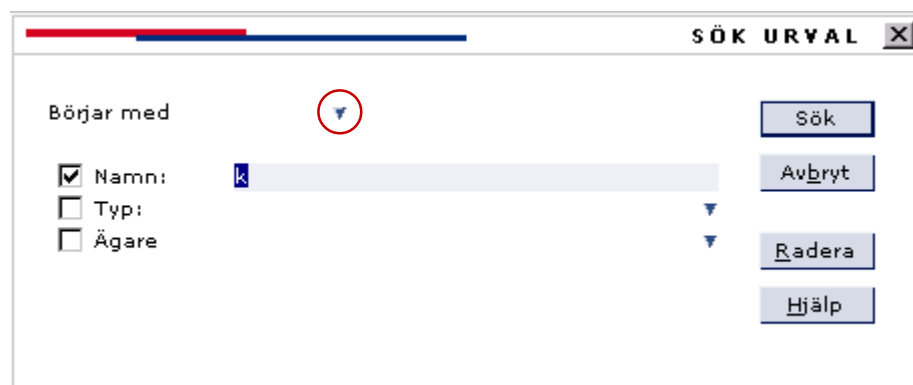 SÖK URVAL
Börjar med
Sök
Namn: k
Avbryt
Typ:
Ägare
Radera
Hjälp